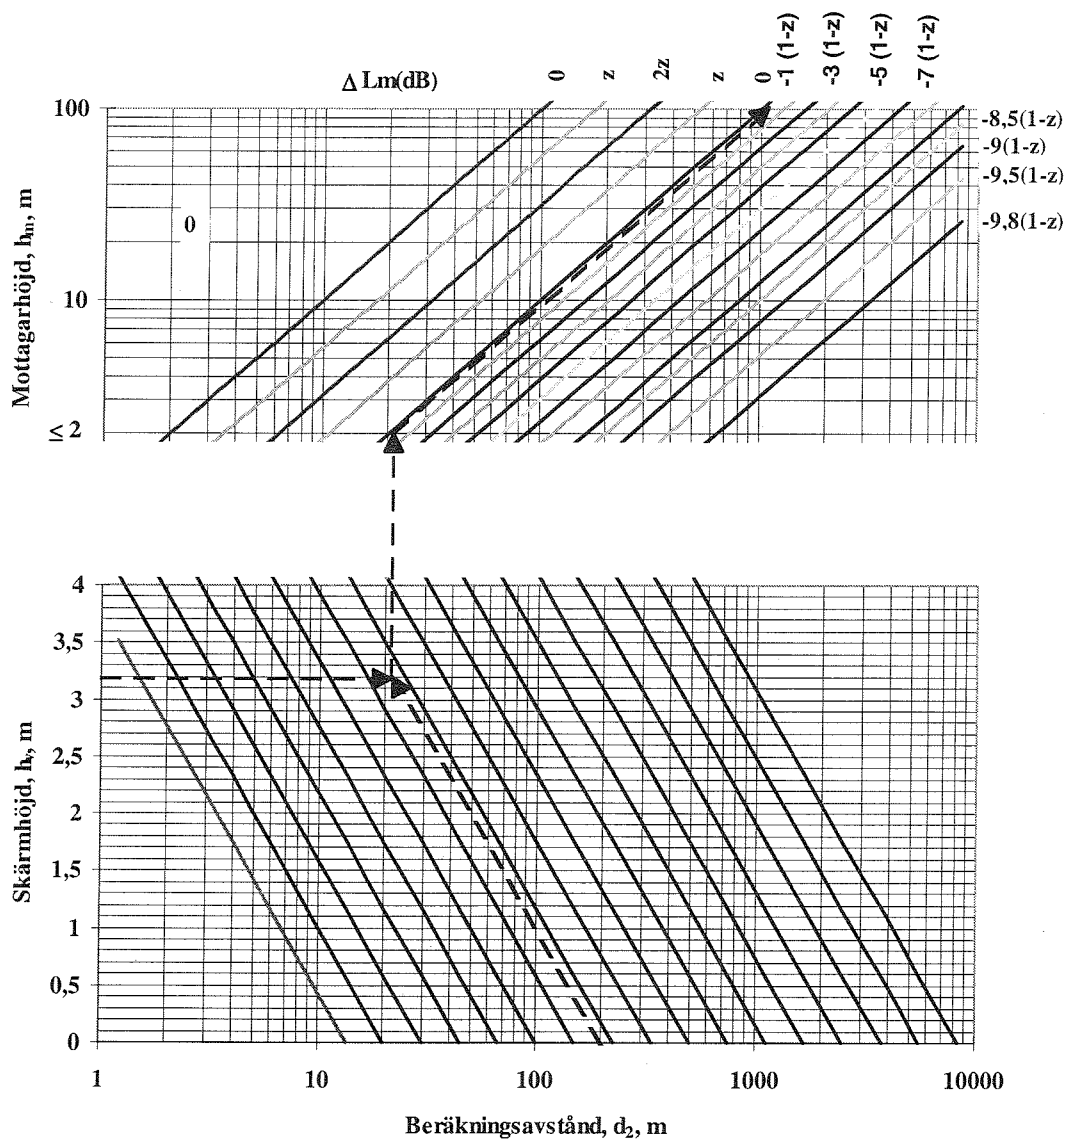 Δ Lm(dB)
0
z
2z
z
0
-1 (1-z)
-3 (1-z)
-5 (1-z)
-7 (1-z)
-8,5(1-z)
-9(1-z)
-9,5(1-z)
-9,8(1-z)
100
10
≤ 2
0
Mottagarhöjd, hm, m
4
3,5
3
2,5
2
1,5
1
0,5
0
Skärmhöjd, m
1
10
100
1000
10000
Beräkningsavstånd, d2, m